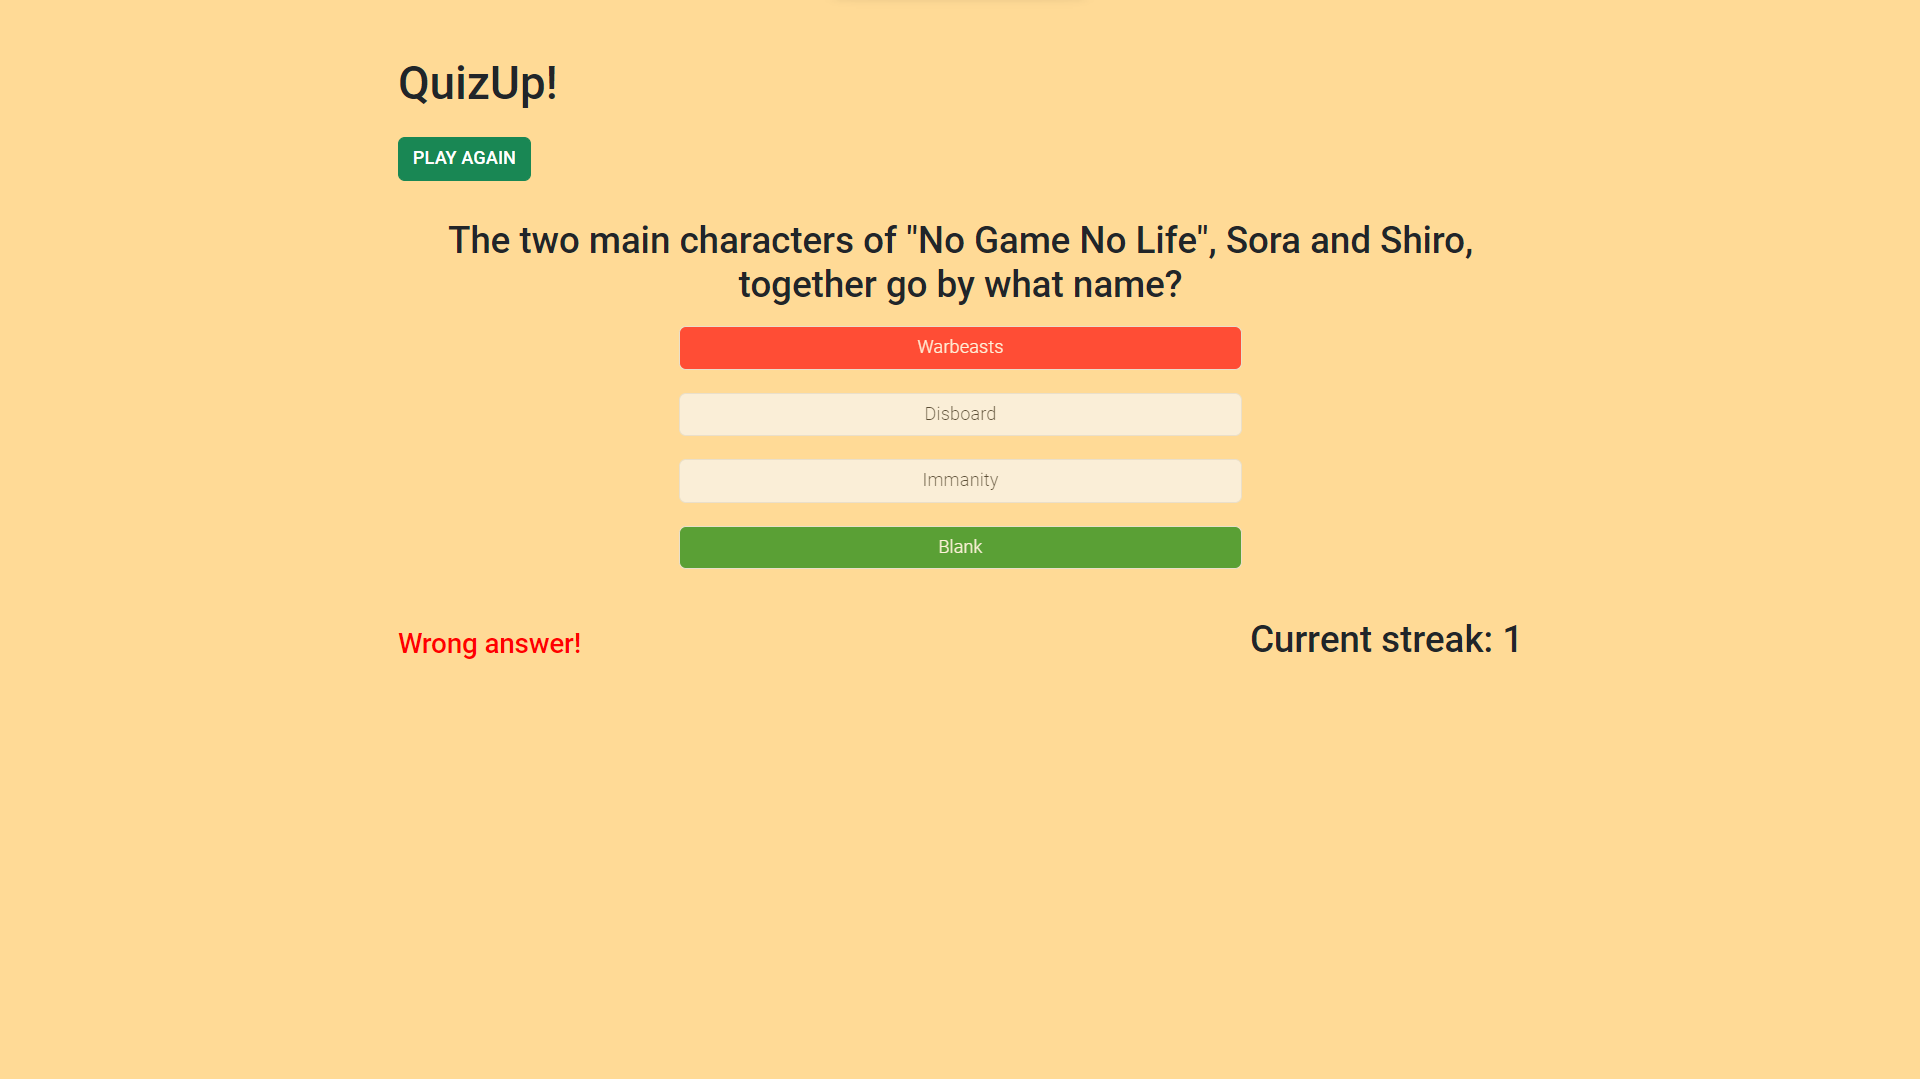 QuizUp!
PLAY AGAIN
The two main characters of "No Game No Life", Sora and Shiro,
together go by what name?
Warbeasts
Disboard
Immanity
Blank
Wrong answer!
Current streak: 1